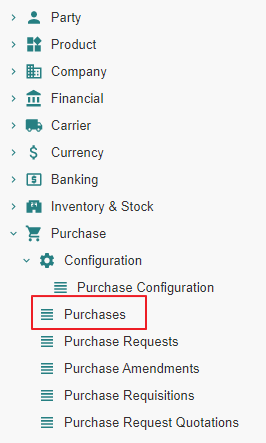 Party
Product
Company
Financial
Carrier
Currency
Banking
Inventory & Stock
Purchase
Configuration
Purchase Configuration
Purchases
Purchase Requests
Purchase Amendments
Purchase Requisitions
Purchase Request Quotations